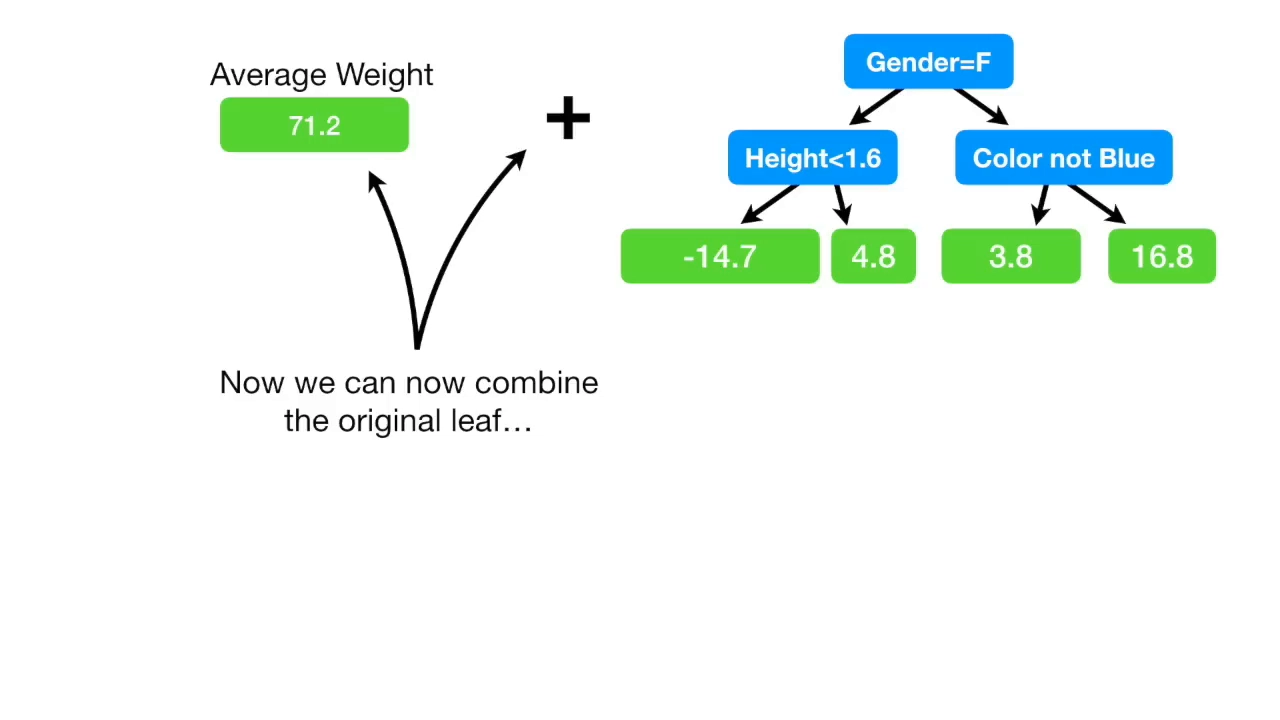 Average Weight
71.2
+
Gender=F
Height<1.6
Color not Blue
-14.7
4.8
3.8
16.8
Now we can now combine
the original leaf…